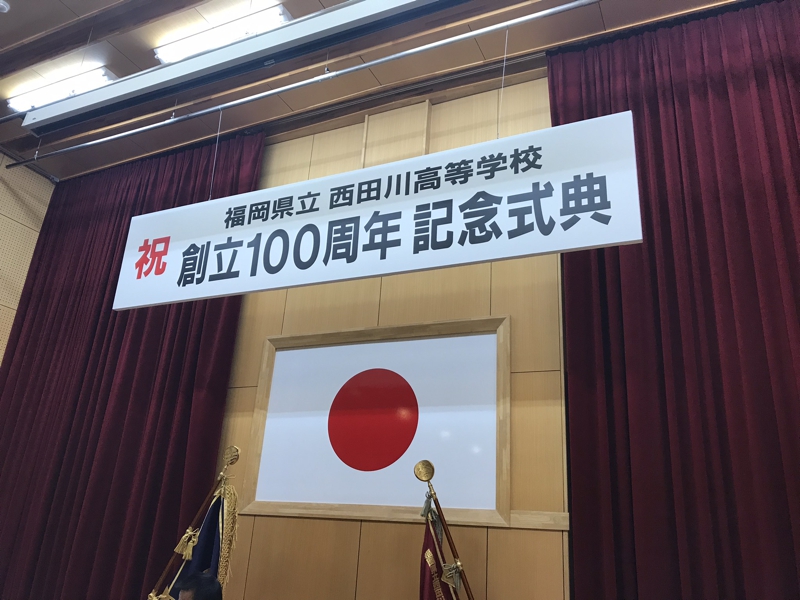 祝
福岡県立 西田川高等学校
創立100周年 記念式典